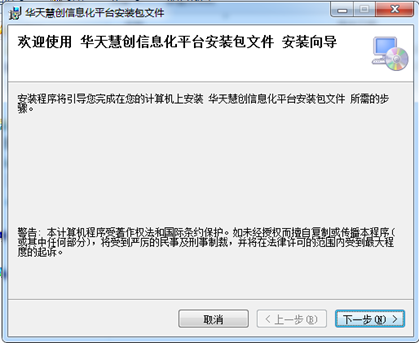 华天慧创信息化平台安装包文件
欢迎使用 华天慧创信息化平台安装包文件 安装向导
安装程序将引导您完成在您的计算机上安装 华天慧创信息化平台安装包文件 所需的步
骤。
警告: 本计算机程序受著作权法和国际条约保护。如未经授权而擅自复制或传播本程序(
或其中任何部分)，将受到严厉的民事及刑事制裁，并将在法律许可的范围内受到最大程
度的起诉。
取消
< 上一步(B)
下一步(N) >